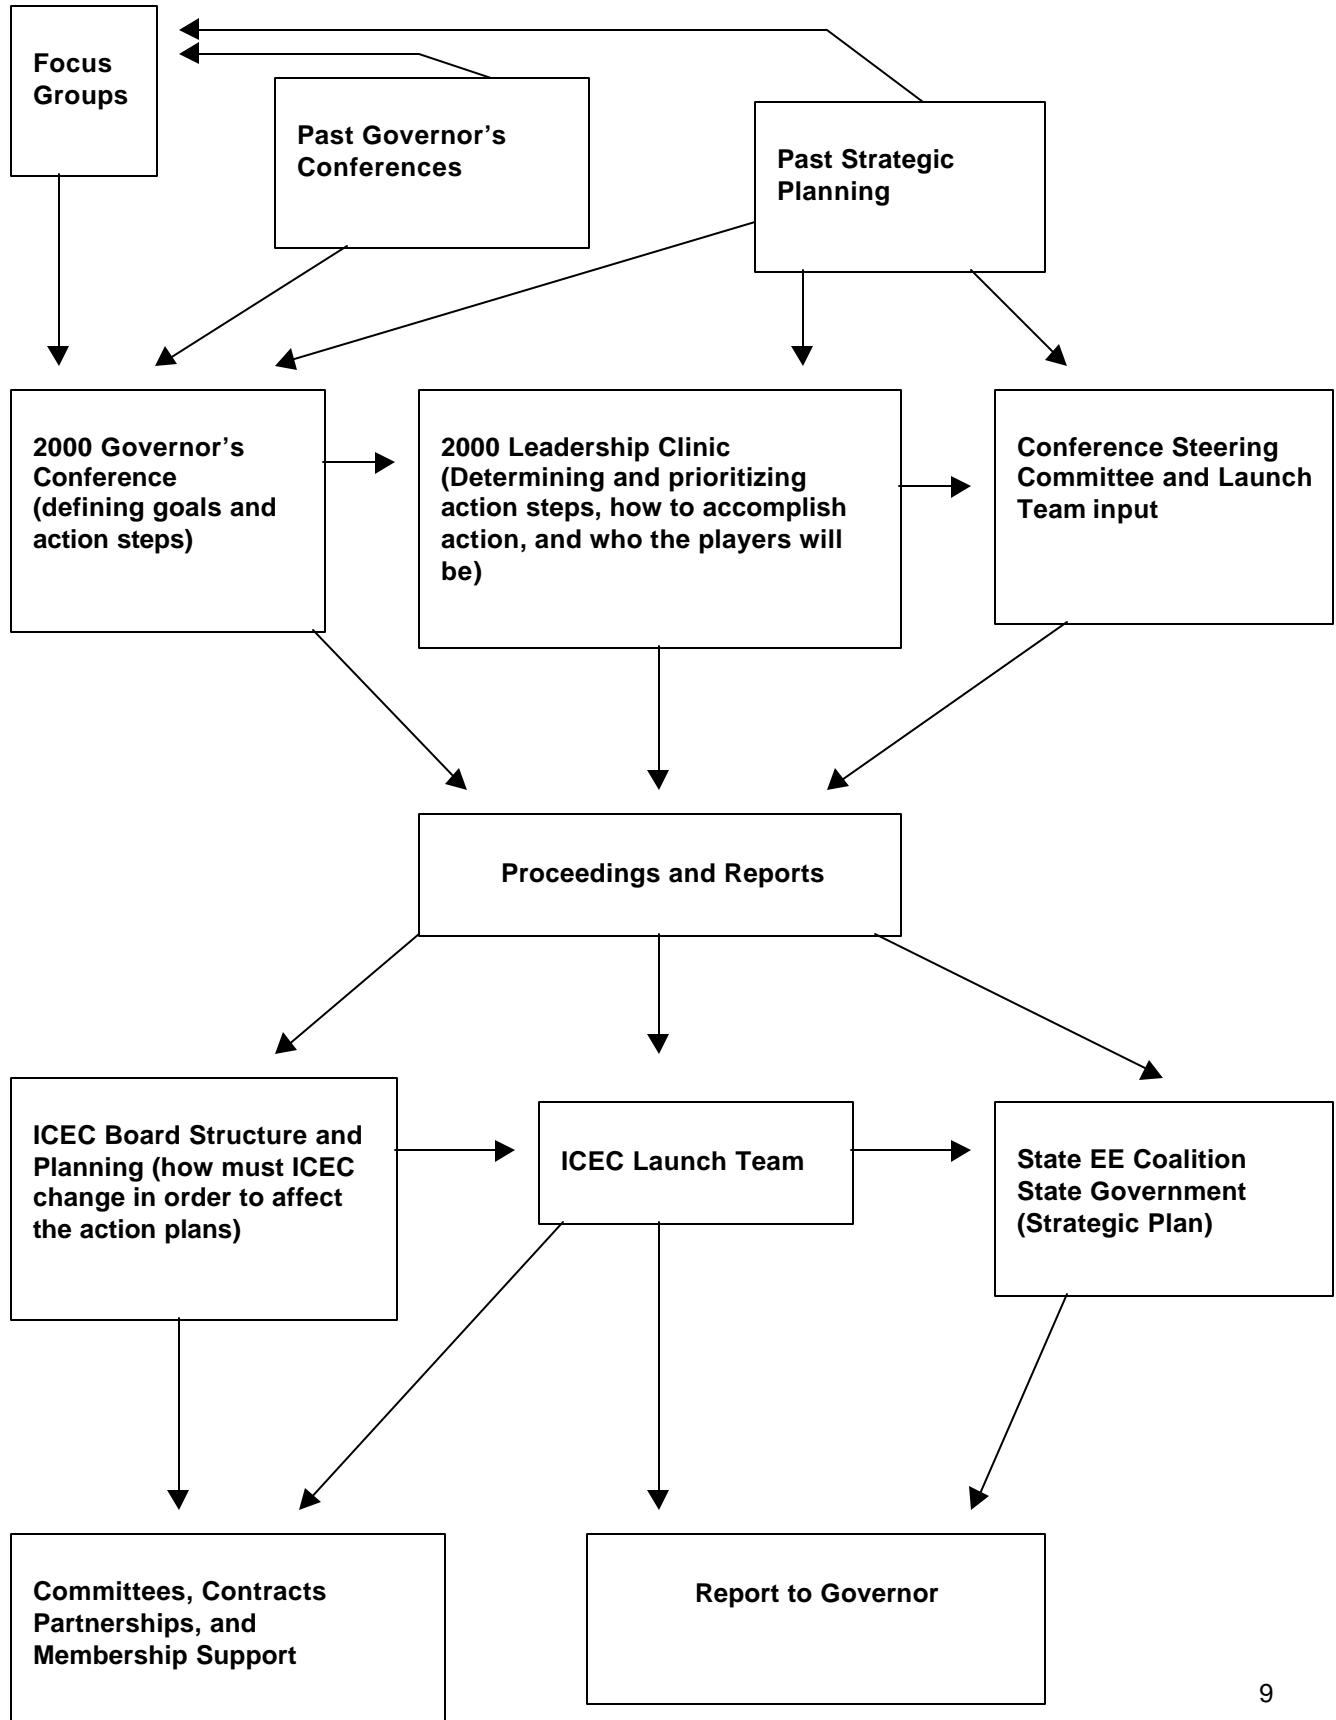 Focus
Groups
Past Governor’s
Conferences
Past Strategic
Planning
2000 Governor’s
Conference
(defining goals and
action steps)
2000 Leadership Clinic
(Determining and prioritizing
action steps, how to accomplish
action, and who the players will
be)
Conference Steering
Committee and Launch
Team input
Proceedings and Reports
ICEC Board Structure and
Planning (how must ICEC
change in order to affect
the action plans)
ICEC Launch Team
State EE Coalition
State Government
(Strategic Plan)
Committees, Contracts
Partnerships, and
Membership Support
Report to Governor
9